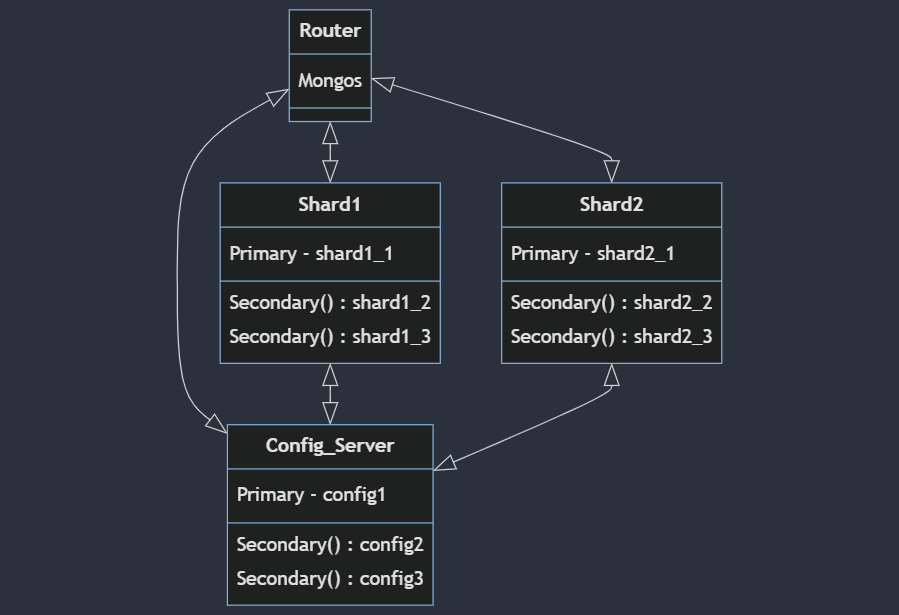 Router
Mongos
Shard1
Primary - shard1_1
Secondary() : shard1_2
Secondary() : shard1_3
Shard2
Primary - shard2_1
Secondary() : shard2_2
Secondary() : shard2_3
Config_Server
Primary - config1
Secondary() : config2
Secondary() : config3